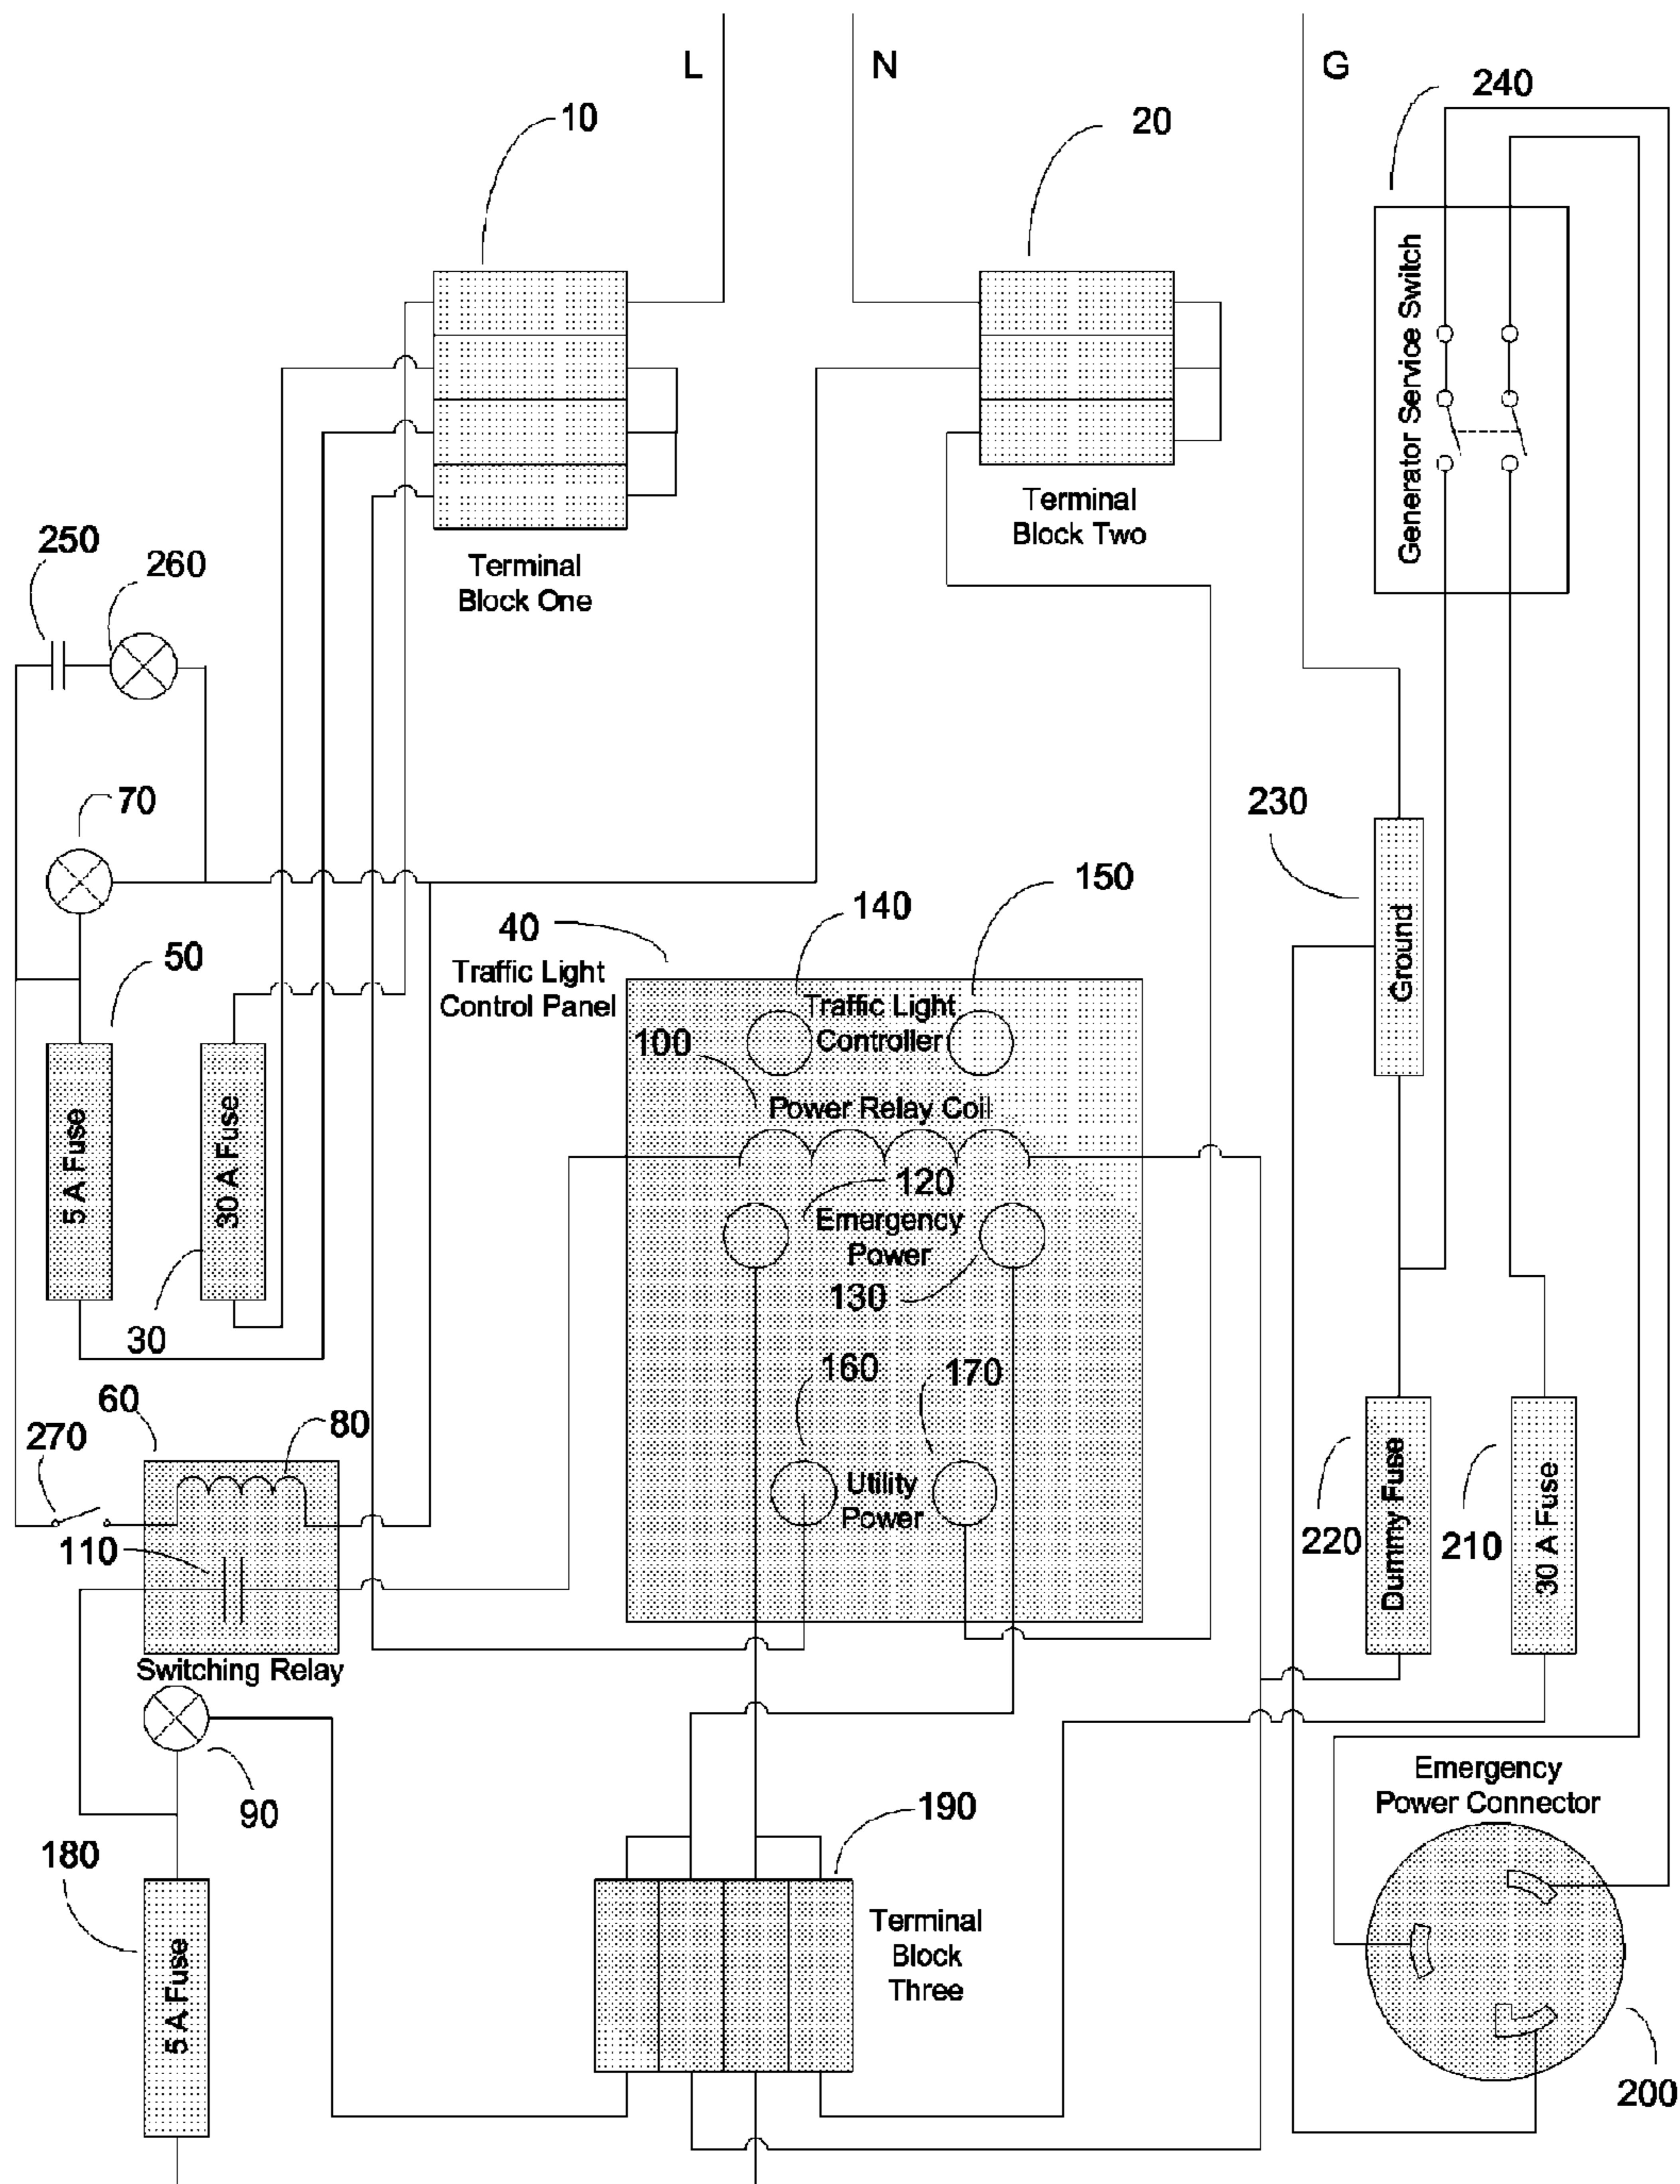 L
N
G
240
10
20
Generator Service Switch
Terminal
Block Two
250
260
Terminal
Block One
70
230
150
140
40
50
Traffic Light
Control Panel
Ground
Traffic Light
Controller
100
Power Relay Coil
5 A Fuse
30 A Fuse
120
Emergency
Power
130
30
160
170
60
80
270
Utility
Power
220
Dummy Fuse
210
30 A Fuse
110
Switching Relay
90
Emergency
Power Connector
190
180
Terminal
Block
Three
5 A Fuse
200